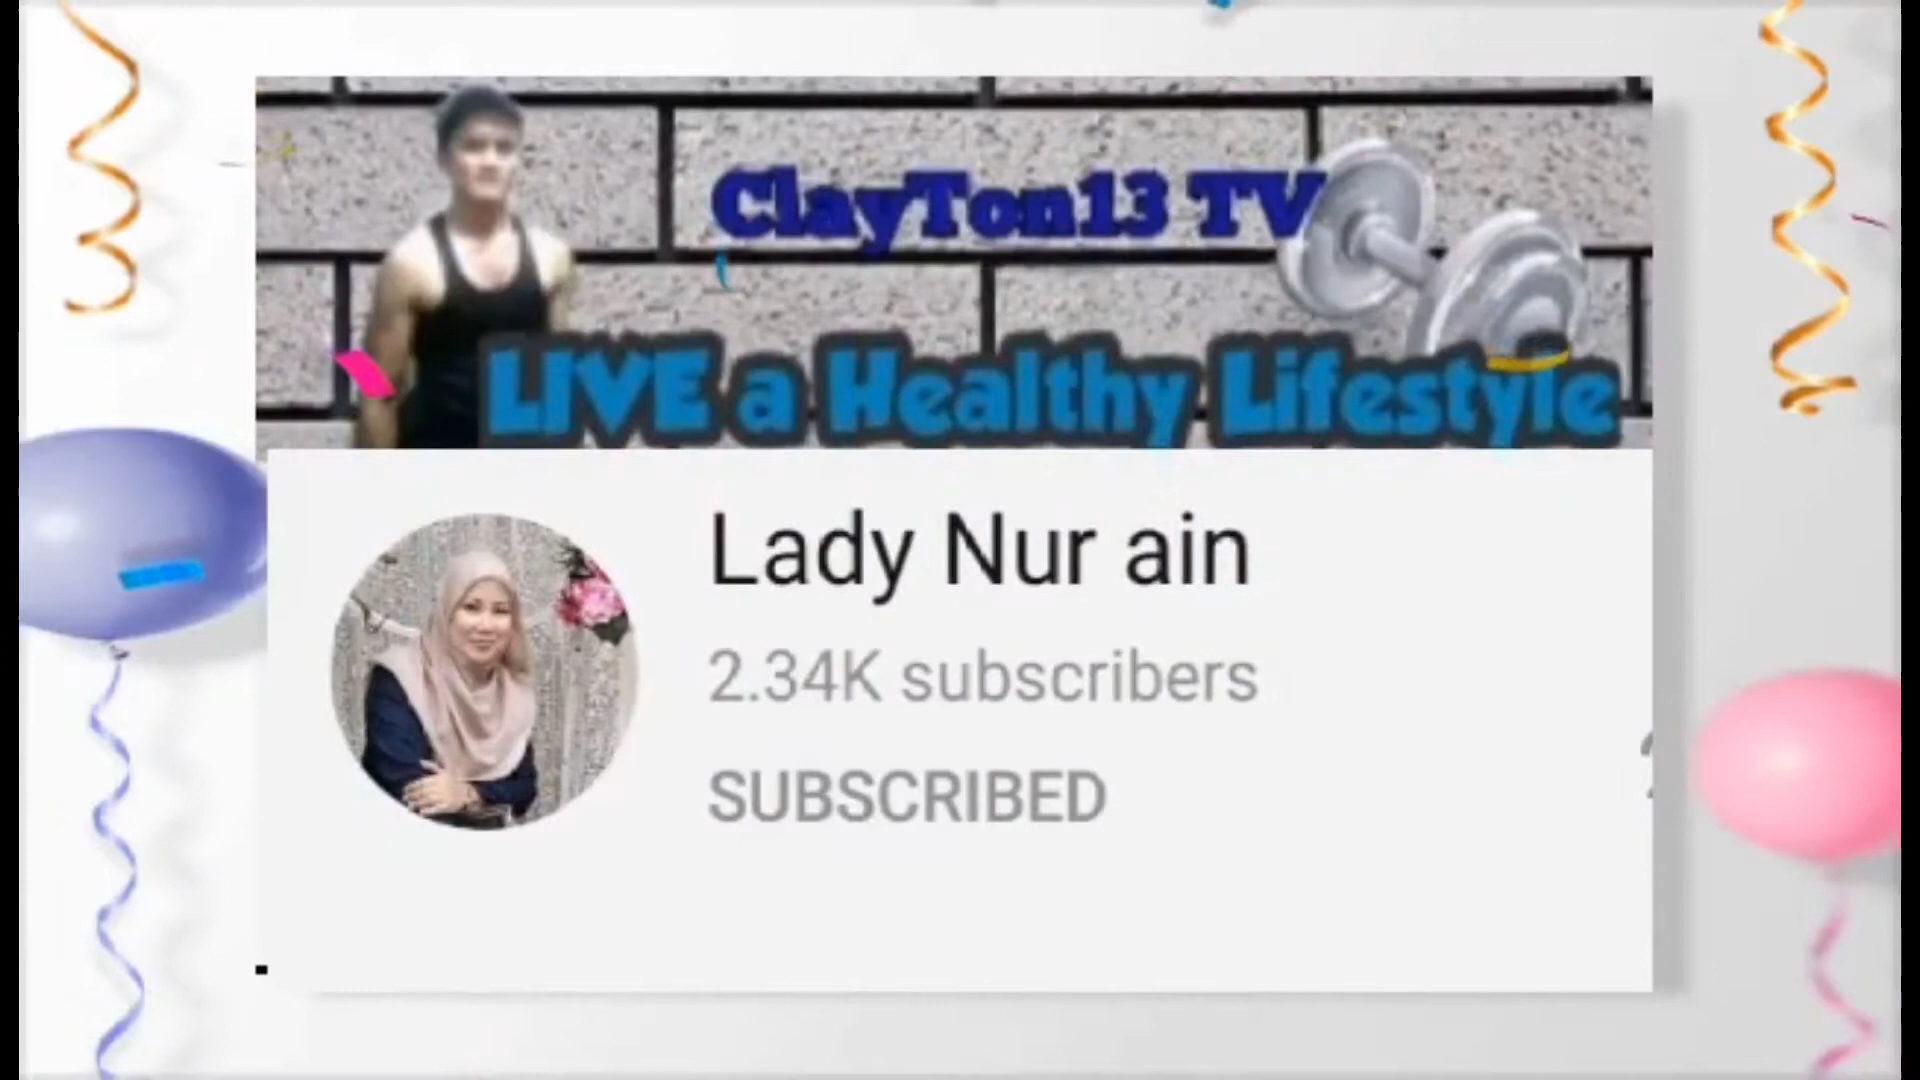 ClayTon13 TV
LIVE a Healthy Lifestyle
Lady Nur ain
2.34K subscribers
SUBSCRIBED